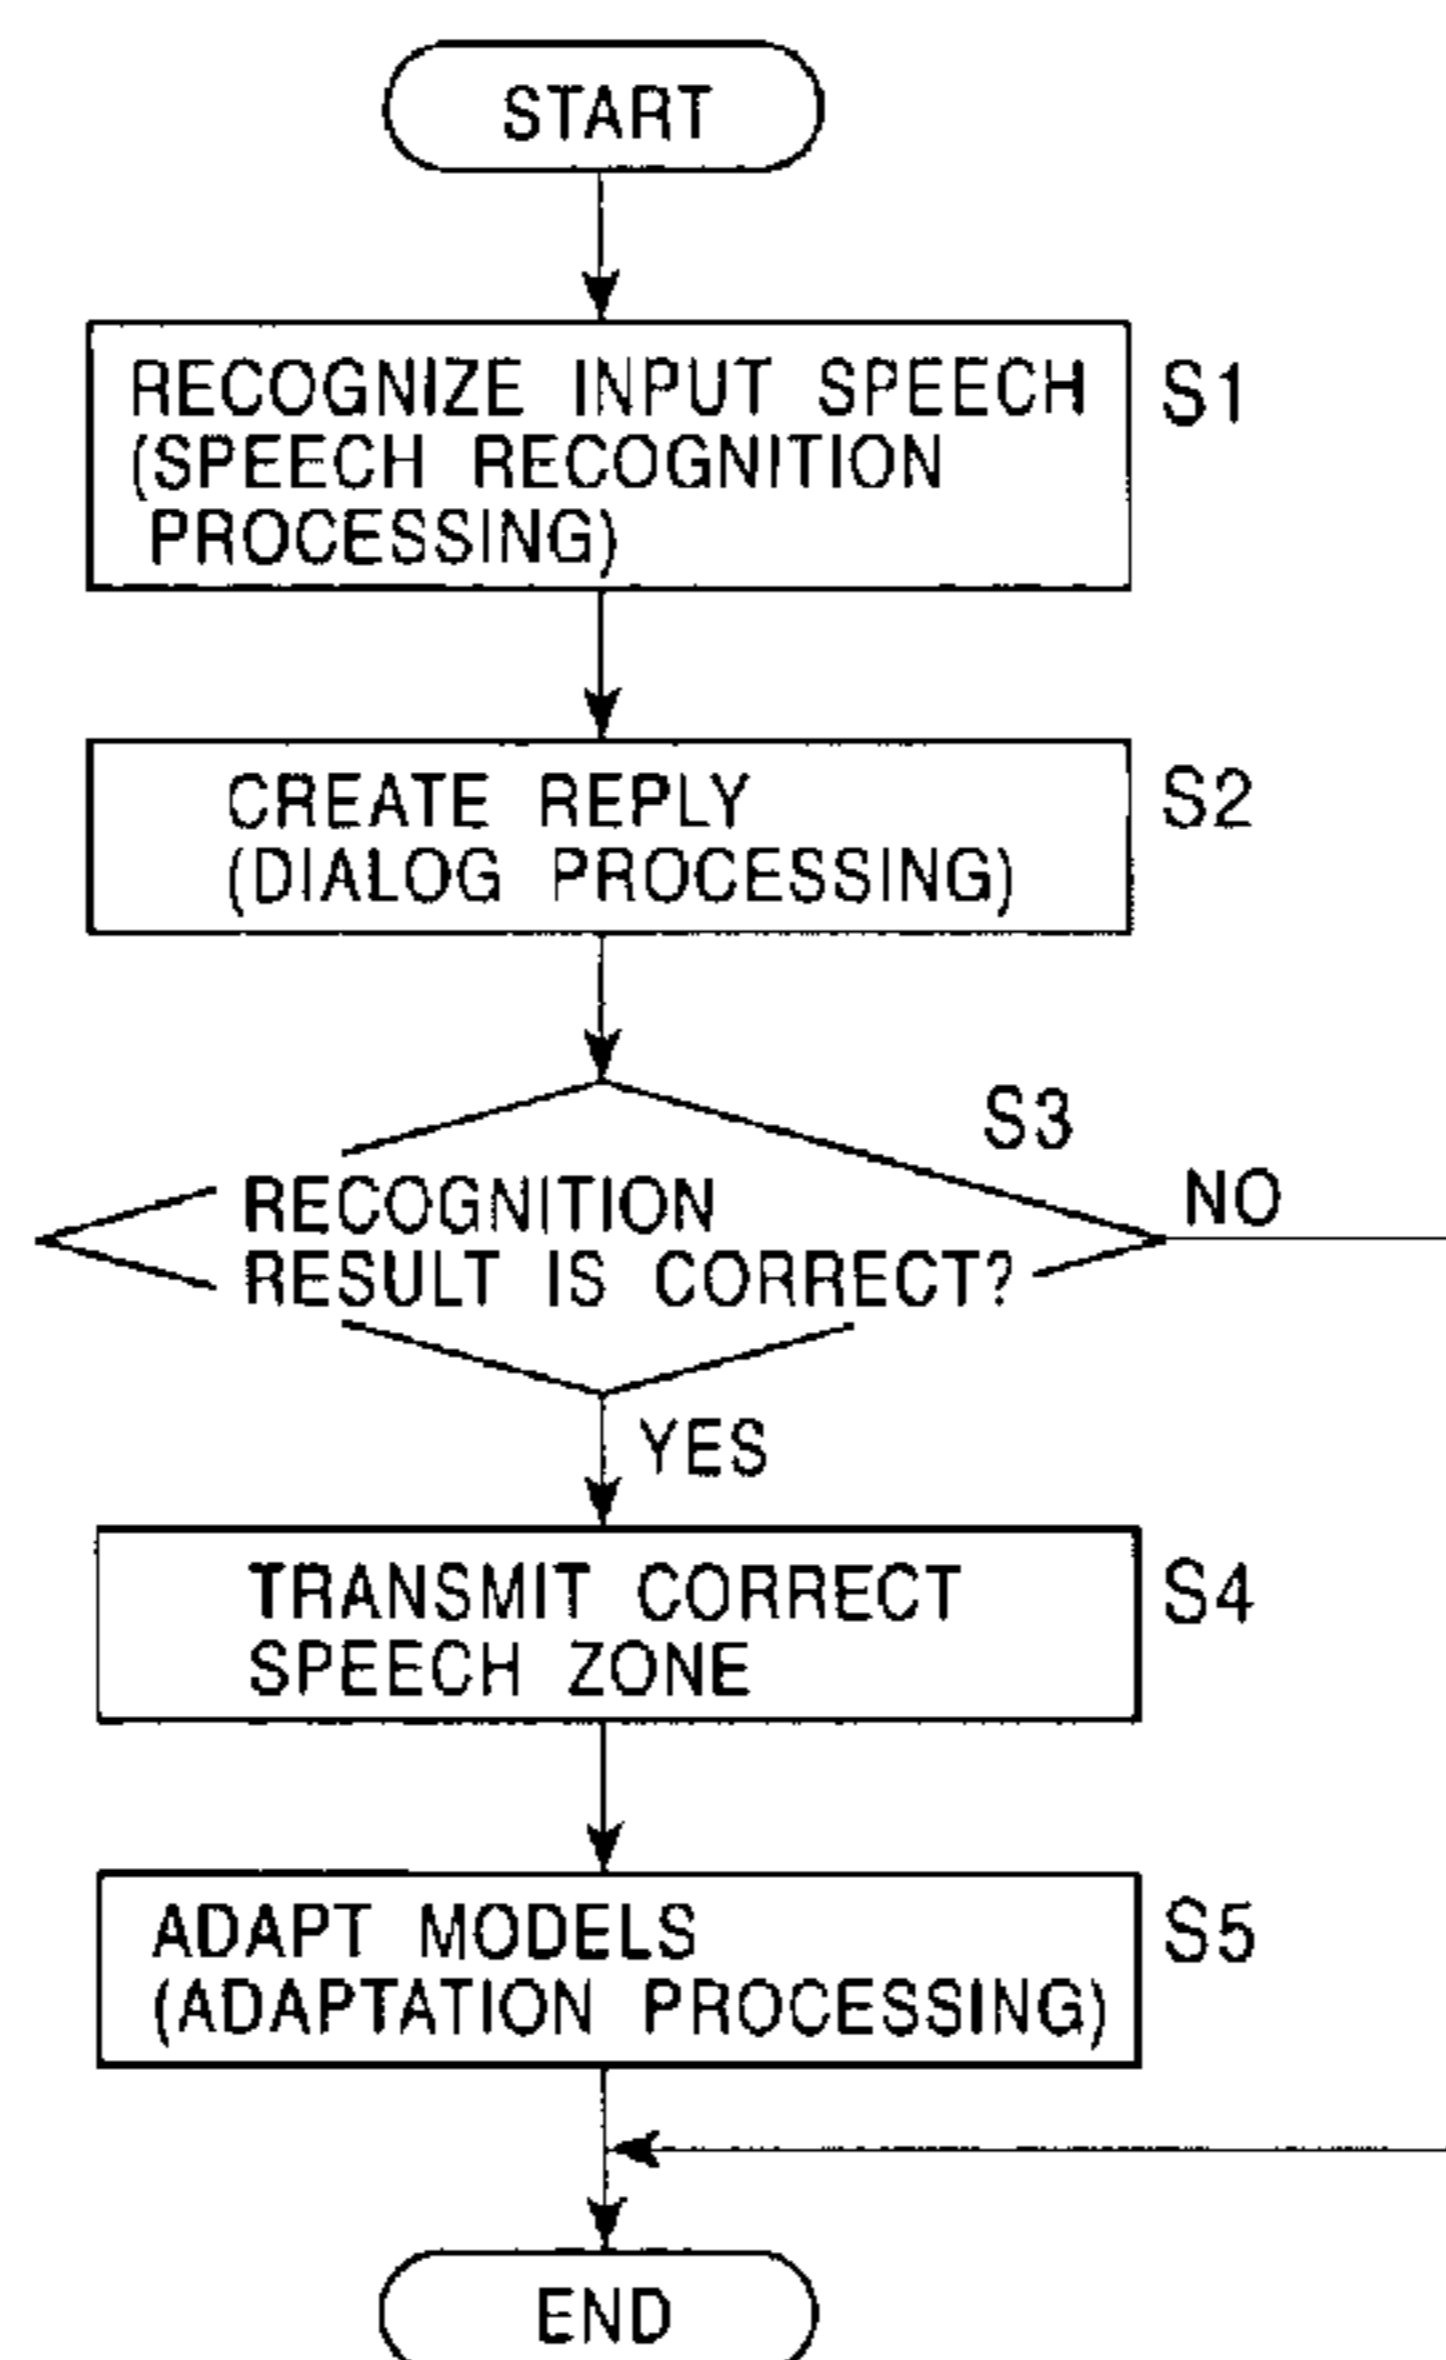 START
RECOGNIZE INPUT SPEECH
(SPEECH RECOGNITION
PROCESSING)
S1
CREATE REPLY
(DIALOG PROCESSING)
S2
S3
RECOGNITION
RESULT IS CORRECT?
NO
YES
TRANSMIT CORRECT
SPEECH ZONE
S4
ADAPT MODELS
(ADAPTATION PROCESSING)
S5
END